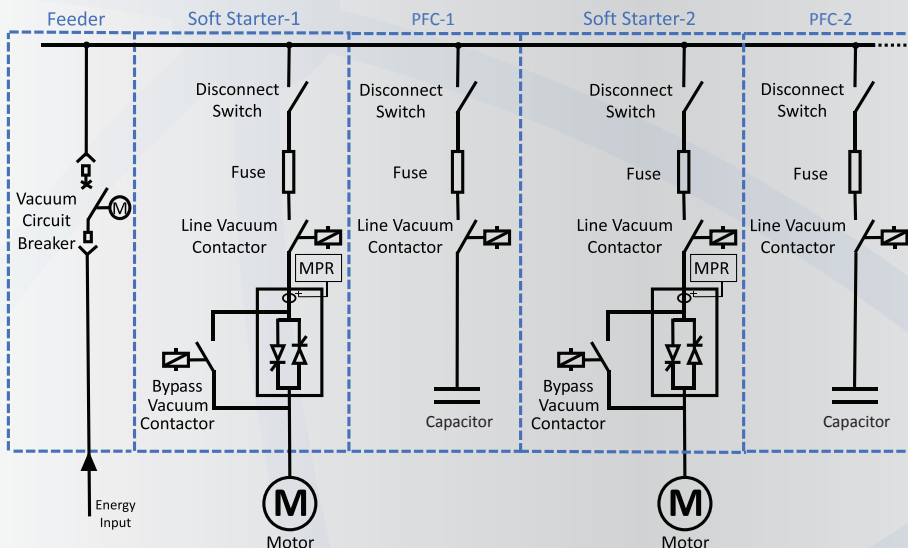 Feeder
Soft Starter-1
PFC-1
Soft Starter-2
PFC-2
Disconnect
Switch
Disconnect
Switch
Disconnect
Switch
Disconnect
Switch
Fuse
Fuse
Fuse
Fuse
Vacuum
Circuit
Breaker
M
Line Vacuum
Contactor
Line Vacuum
Contactor
Line Vacuum
Contactor
Line Vacuum
Contactor
MPR
MPR
Bypass
Vacuum
Contactor
Bypass
Vacuum
Contactor
Capacitor
Capacitor
Energy
Input
M
Motor
M
Motor